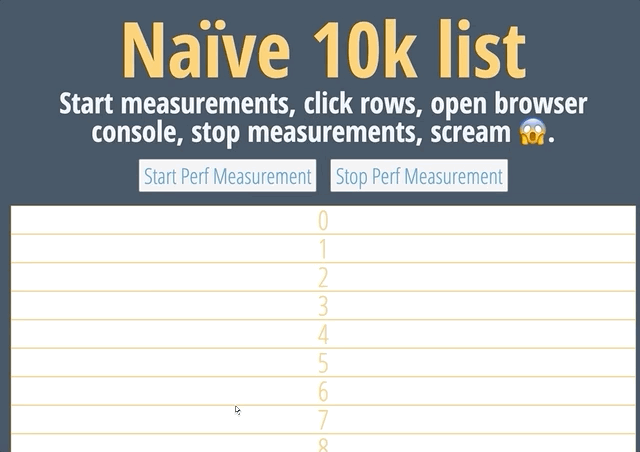 Naïve 10k list
Start measurements, click rows, open browser
console, stop measurements, scream 😱.
Start Perf Measurement Stop Perf Measurement
0
1
2
3
4
5
6
7
8